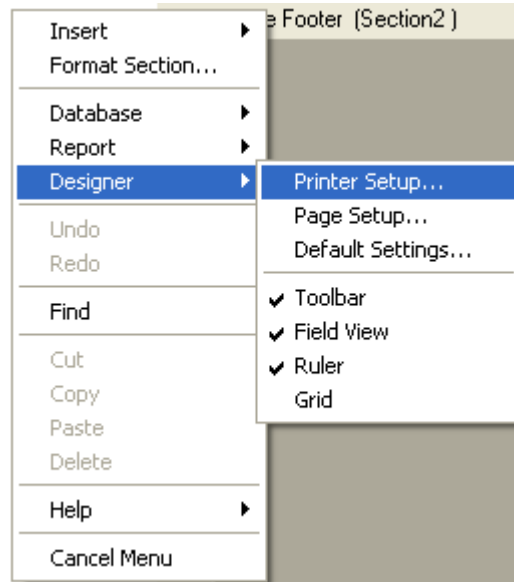 e Footer (Section2 )
Insert
Format Section...
Database
Report
Designer
Undo
Redo
Find
Cut
Copy
Paste
Delete
Help
Cancel Menu
Printer Setup...
Page Setup...
Default Settings...
Toolbar
Field View
Ruler
Grid